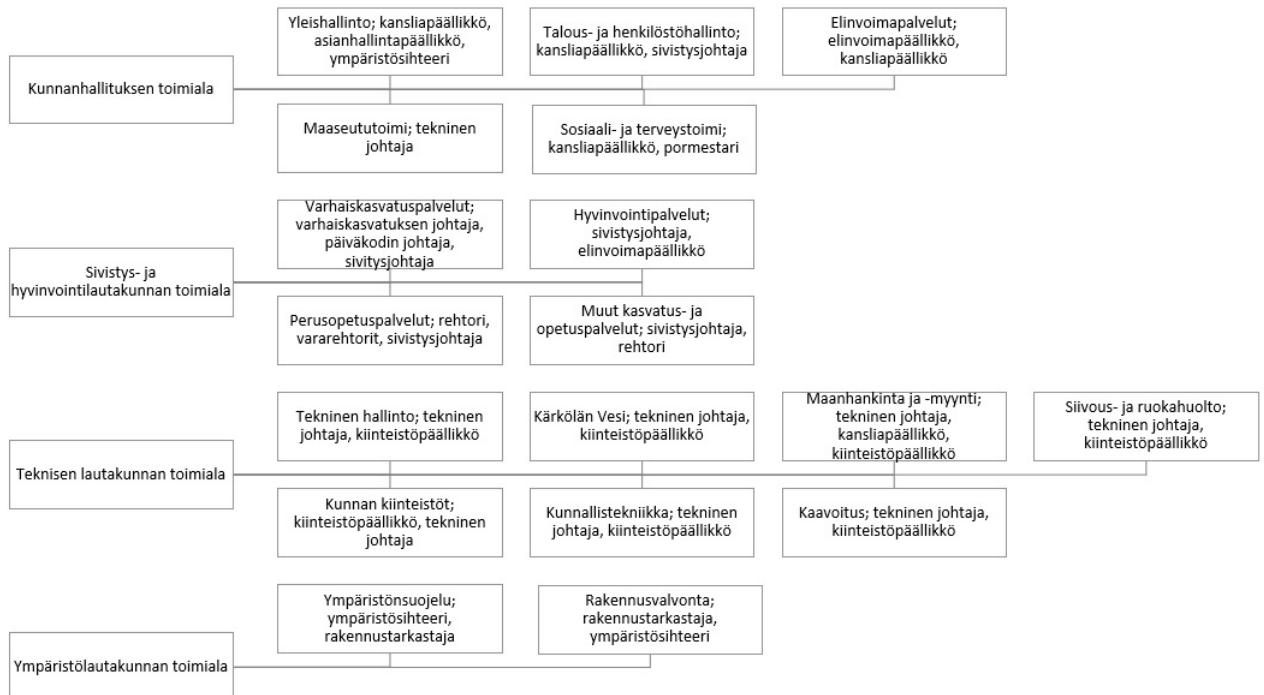 Yleishallinto; kansliapäällikkö,
asianhallintapäällikkö,
ympäristösihteeri
Talous- ja henkilöstöhallinto;
kansliapäällikkö, sivistysjohtaja
Elinvoimapalvelut;
elinvoimapäällikkö,
kansliapäällikkö
Kunnanhallituksen toimiala
Maaseututoimi; tekninen
johtaja
Sosiaali- ja terveystoimi;
kansliapäällikkö, pormestari
Varhaiskasvatuspalvelut;
varhaiskasvatuksen johtaja,
päiväkodin johtaja,
sivitysjohtaja
Hyvinvointipalvelut;
sivistysjohtaja,
elinvoimapäällikkö
Sivistys- ja
hyvinvointilautakunnan toimiala
Perusopetuspalvelut; rehtori,
vararehtorit, sivistysjohtaja
Muut kasvatus- ja
opetuspalvelut; sivistysjohtaja,
rehtori
Tekninen hallinto; tekninen
johtaja, kiinteistöpäällikkö
Kärkölän Vesi; tekninen johtaja,
kiinteistöpäällikkö
Maanhankinta ja -myynti;
tekninen johtaja,
kansliapäällikkö,
kiinteistöpäällikkö
Siivous- ja ruokahuolto;
tekninen johtaja,
kiinteistöpäällikkö
Teknisen lautakunnan toimiala
Kunnan kiinteistöt;
kiinteistöpäällikkö, tekninen
johtaja
Kunnallistekniikka; tekninen
johtaja, kiinteistöpäällikkö
Kaavoitus; tekninen johtaja,
kiinteistöpäällikkö
Ympäristönsuojelu;
ympäristösihteeri,
rakennustarkastaja
Rakennusvalvonta;
rakennustarkastaja,
ympäristösihteeri
Ympäristölautakunnan toimiala